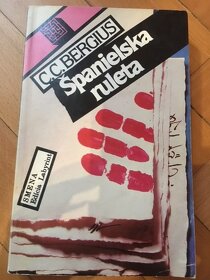 C.C. BERGIUS
Španielska
ruleta
SMENA
Edícia Labyrint